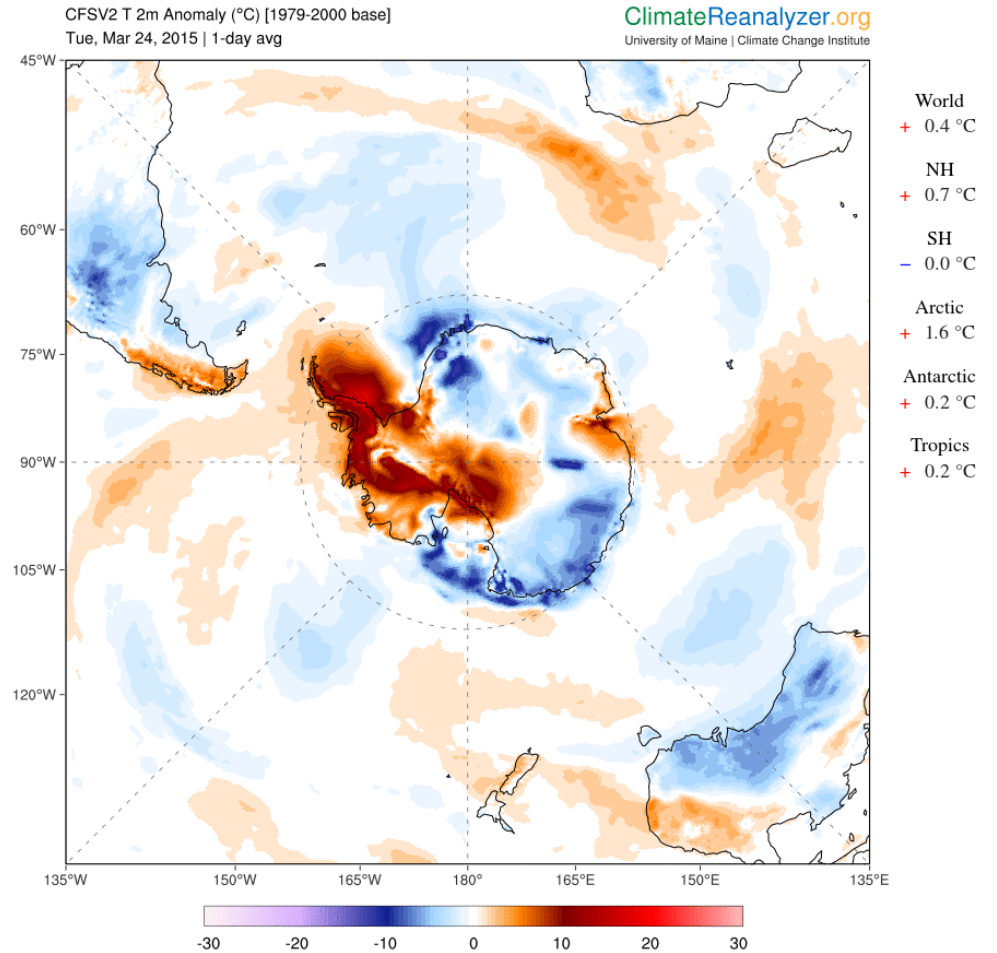 CFSV2 T 2m Anomaly (°C) [1979-2000 base]
Tue, Mar 24, 2015 | 1-day avg
ClimateReanalyzer.org
University of Maine | Climate Change Institute
45°W
60°W
75°W
90°W
105°W
120°W
135°W
150°W
165°W
180°
165°E
150°E
135°E
World
+ 0.4 °C
NH
+ 0.7 °C
SH
− 0.0 °C
Arctic
+ 1.6 °C
Antarctic
+ 0.2 °C
Tropics
+ 0.2 °C
-30 -20 -10 0 10 20 30